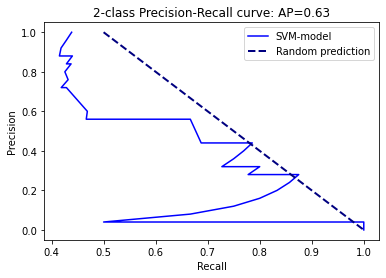 2-class Precision-Recall curve: AP=0.63
SVM-model
Random prediction
Precision
1.0
0.8
0.6
0.4
0.2
0.0
0.4 0.5 0.6 0.7 0.8 0.9 1.0
Recall